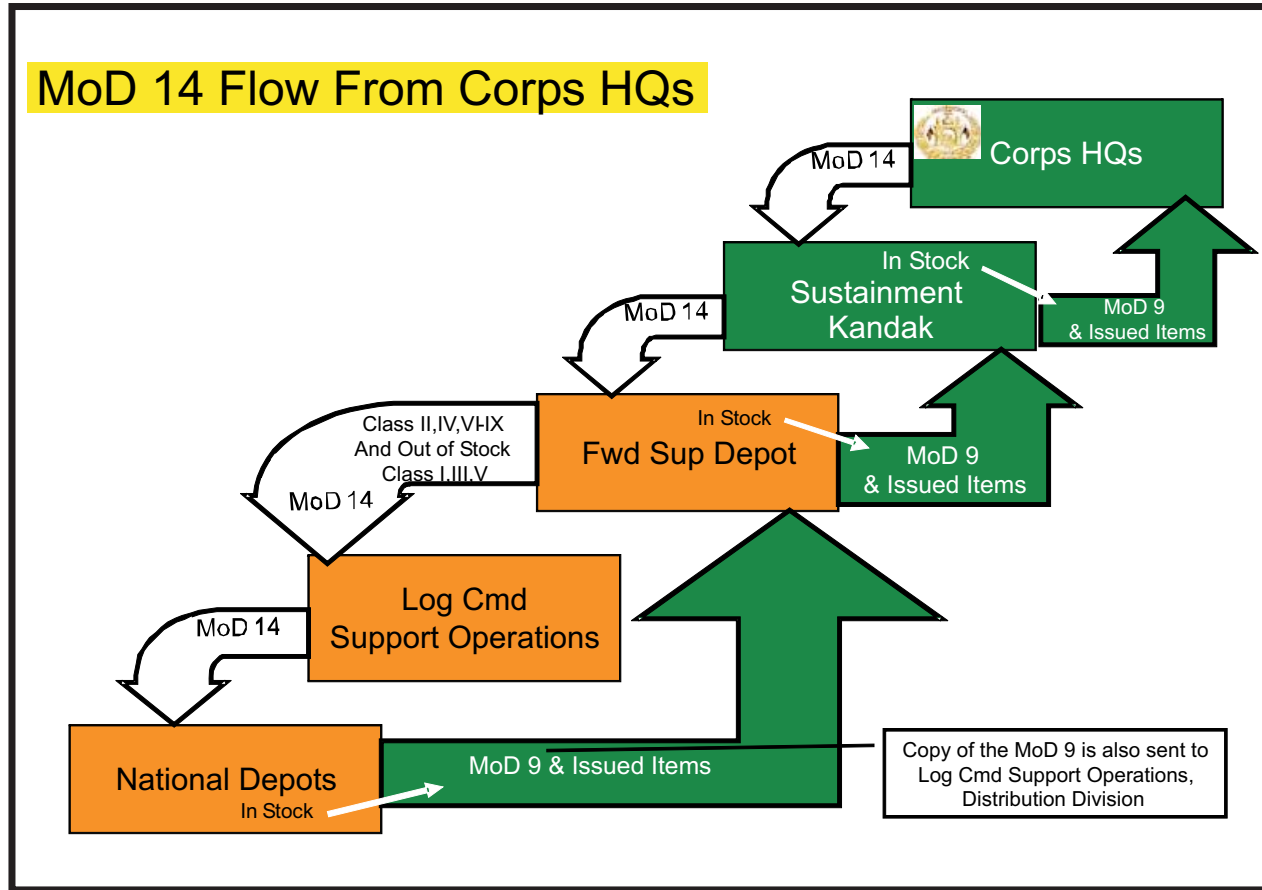 MoD 14 Flow From Corps HQs
Corps HQs
MoD 14
In Stock
Sustainment
Kandak
MoD 9
& Issued Items
MoD 14
In Stock
Fwd Sup Depot
MoD 9
& Issued Items
Class II,IV,VI-IX
And Out of Stock
Class I.III.V
MoD 14
Log Cmd
Support Operations
MoD 14
National Depots
In Stock
MoD 9 & Issued Items
Copy of the MoD 9 is also sent to
Log Cmd Support Operations,
Distribution Division